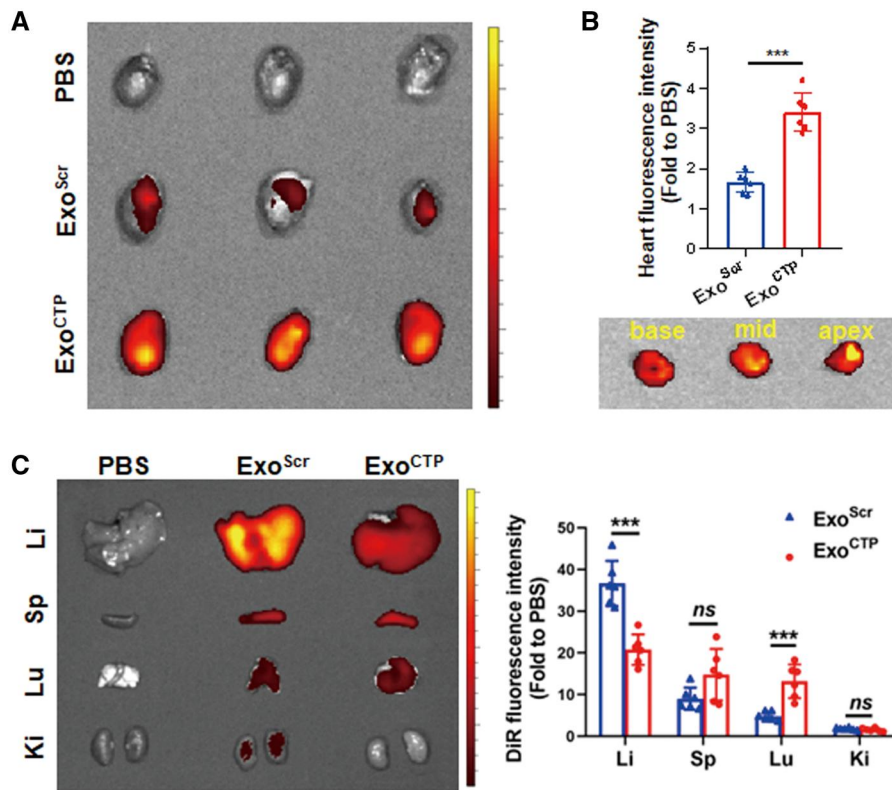 A
PBS
Exo^Scr
Exo^CTP
B
Heart fluorescence intensity
(Fold to PBS)
5
4
3
2
1
0
***
Exo^Scr
Exo^CTP
base mid apex
C
PBS Exo^Scr Exo^CTP
Li
Sp
Lu
Ki
DiR fluorescence intensity
(Fold to PBS)
50
40
30
20
10
0
*** ns *** ns
Exo^Scr
Exo^CTP
Li Sp Lu Ki